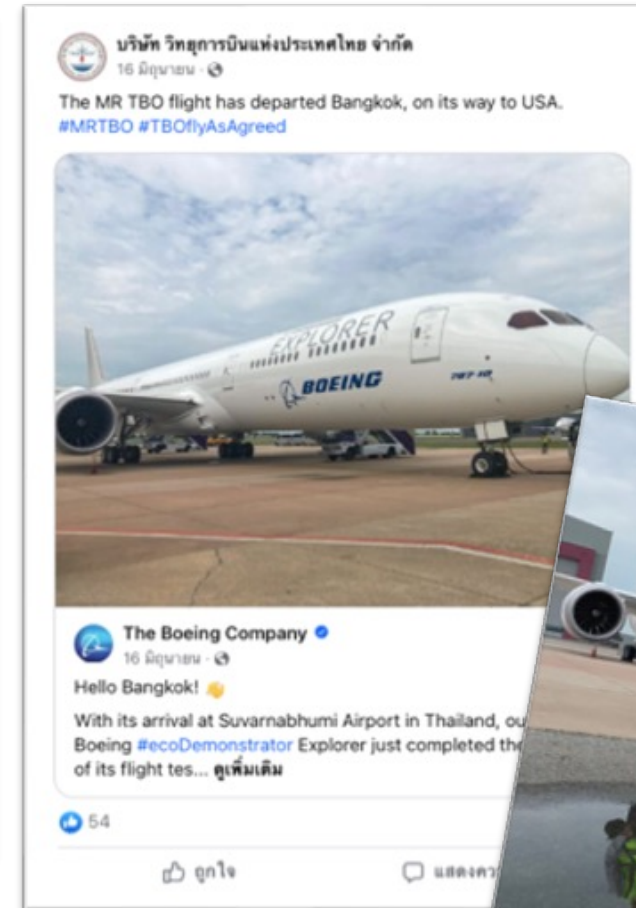 บริษัท วิทยุการบินแห่งประเทศไทย จำกัด
16 มิถุนายน ·
The MR TBO flight has departed Bangkok, on its way to USA.
#MRTBO #TBOflyAsAgreed
EXPLORER
BOEING
787-10
The Boeing Company
16 มิถุนายน ·
Hello Bangkok! 👋
With its arrival at Suvarnabhumi Airport in Thailand, ou
Boeing #ecoDemonstrator Explorer just completed the
of its flight tes... ดูเพิ่มเติม
54
ถูกใจ
แสดงคว